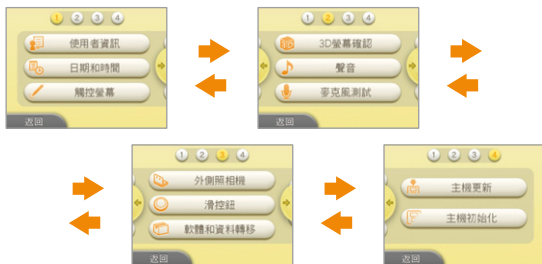 1 2 3 4
使用者資訊
日期和時間
觸控螢幕
返回
1 2 3 4
3D螢幕確認
聲音
麥克風測試
返回
1 2 3 4
外側照相機
滑控鈕
軟體和資料轉移
返回
1 2 3 4
主機更新
主機初始化
返回